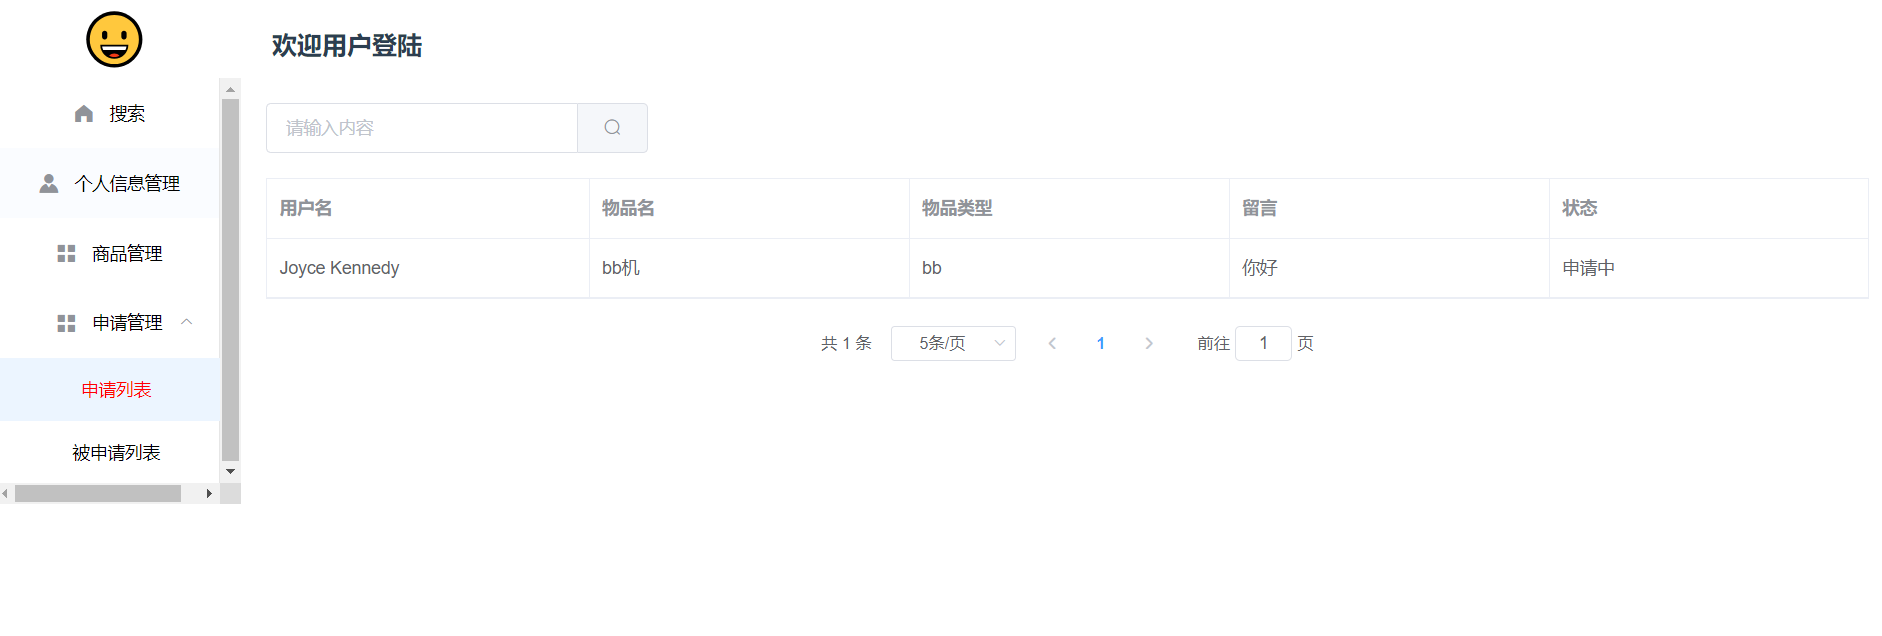 欢迎用户登陆
搜索
个人信息管理
商品管理
申请管理
申请列表
被申请列表
请输入内容
用户名 物品名 物品类型 留言 状态
Joyce Kennedy bb机 bb 你好 申请中
共 1 条 5条/页 1 前往 1 页